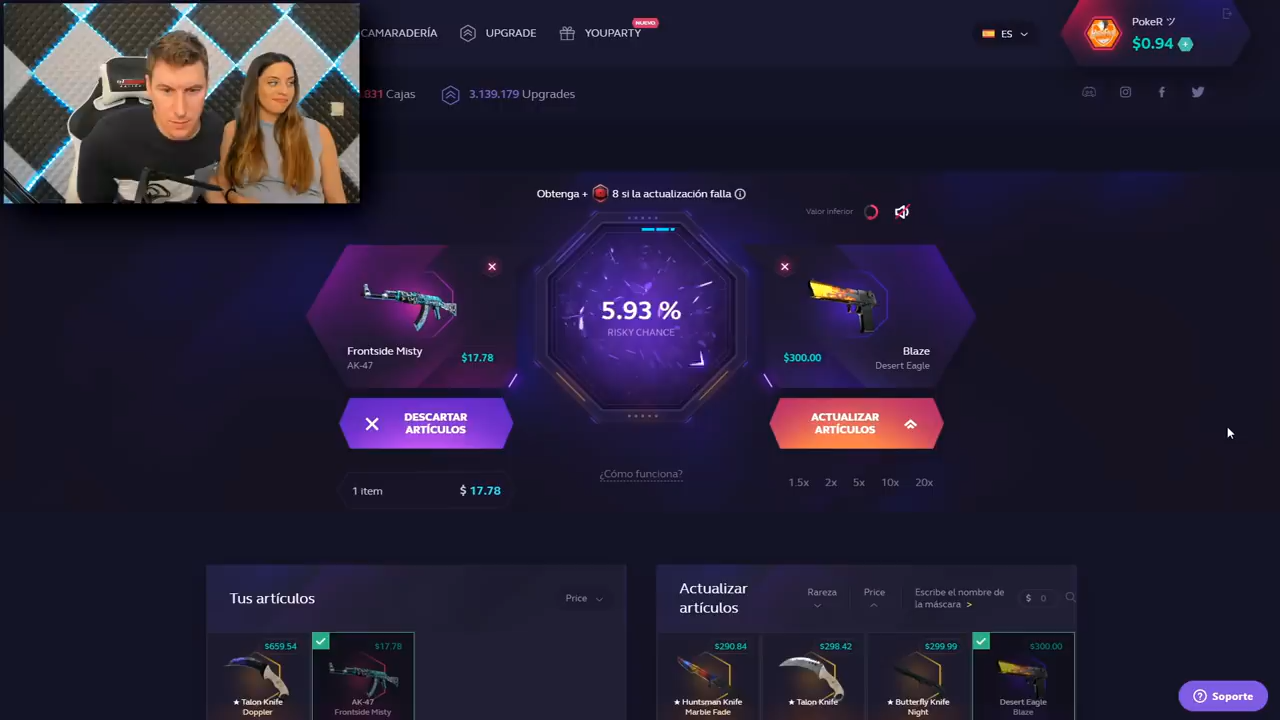 CAMARADERÍA
UPGRADE
YOUPARTY
NUEVO
ES
PokeR ツ
$0.94
831 Cajas
3.139.179 Upgrades
Obtenga + 8 si la actualización falla
Valor inferior
5.93 %
RISKY CHANCE
Frontside Misty
AK-47
$17.78
$300.00
Blaze
Desert Eagle
DESCARTAR
ARTÍCULOS
ACTUALIZAR
ARTÍCULOS
¿Cómo funciona?
1 item
$ 17.78
1.5x 2x 5x 10x 20x
Tus artículos
Price
Actualizar
artículos
Rareza
Price
Escribe el nombre de
la máscara >
$ 0
$659.54
★ Talon Knife
Doppler
$17.78
AK-47
Frontside Misty
$290.84
★ Huntsman Knife
Marble Fade
$298.42
★ Talon Knife
$299.99
★ Butterfly Knife
Night
$300.00
Desert Eagle
Blaze
Soporte